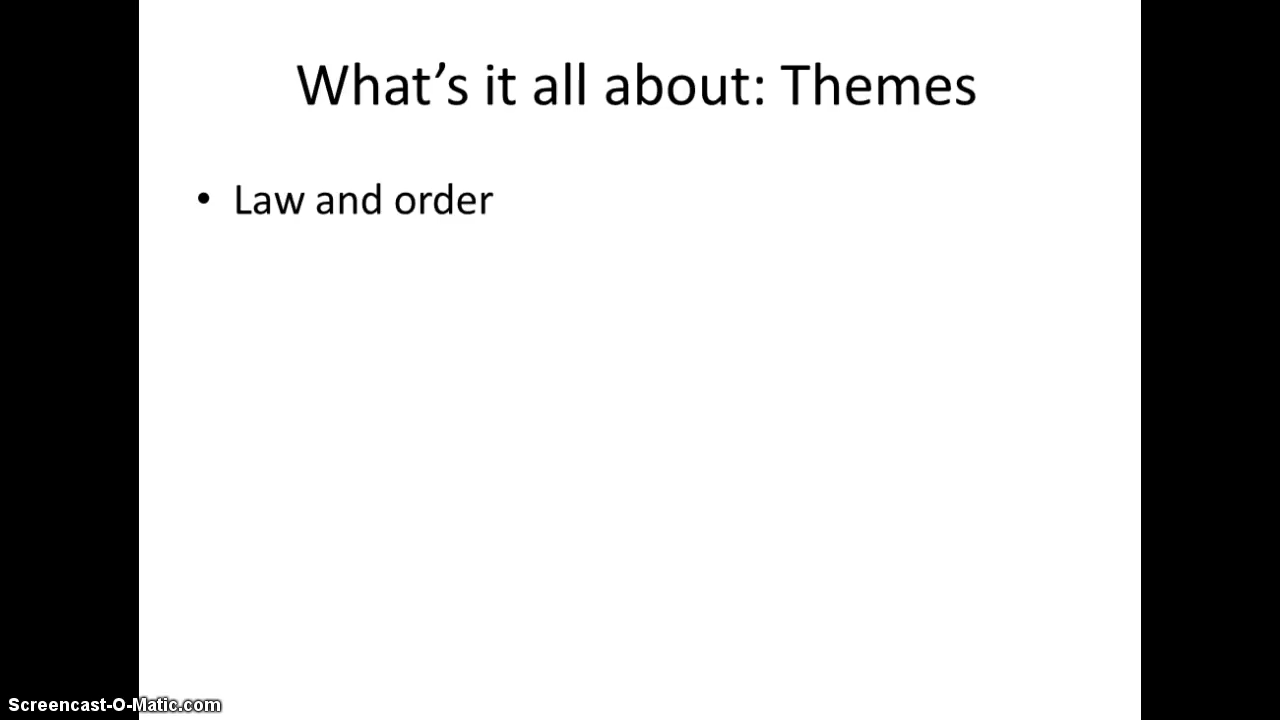 What’s it all about: Themes
• Law and order
Screencast-O-Matic.com